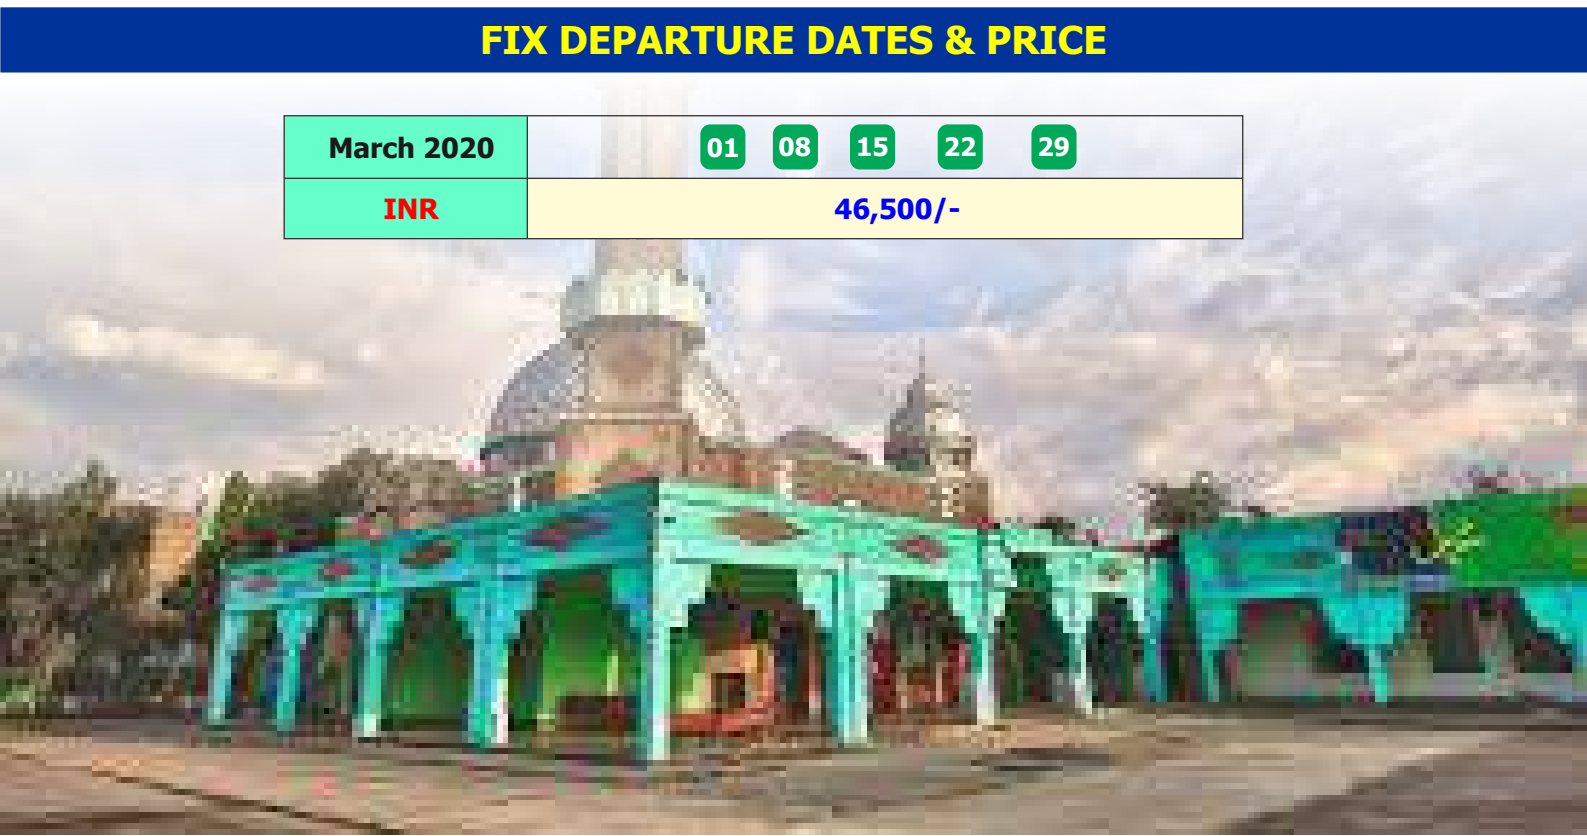 FIX DEPARTURE DATES & PRICE
March 2020 01 08 15 22 29
INR 46,500/-